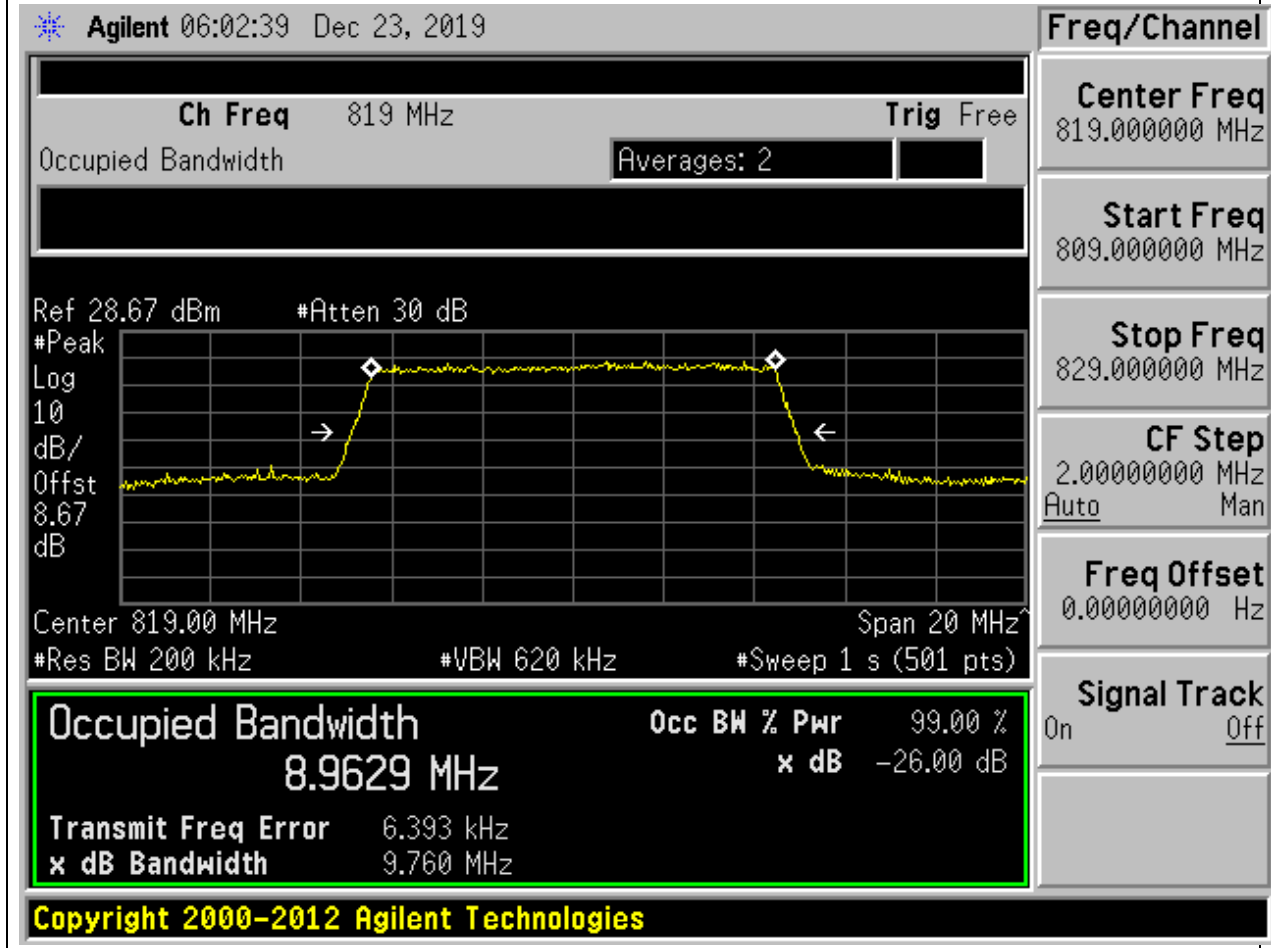 Agilent 06:02:39 Dec 23, 2019
Freq/Channel
Ch Freq 819 MHz Trig Free
Occupied Bandwidth Averages: 2
Center Freq
819.000000 MHz
Start Freq
809.000000 MHz
Stop Freq
829.000000 MHz
CF Step
2.00000000 MHz
Auto Man
Freq Offset
0.00000000 Hz
Signal Track
On Off
Ref 28.67 dBm #Atten 30 dB
#Peak
Log
10
dB/
Offst
8.67
dB
Center 819.00 MHz Span 20 MHz^
#Res BW 200 kHz #VBW 620 kHz #Sweep 1 s (501 pts)
Occupied Bandwidth Occ BW % Pwr 99.00 %
8.9629 MHz x dB -26.00 dB
Transmit Freq Error 6.393 kHz
x dB Bandwidth 9.760 MHz
Copyright 2000-2012 Agilent Technologies